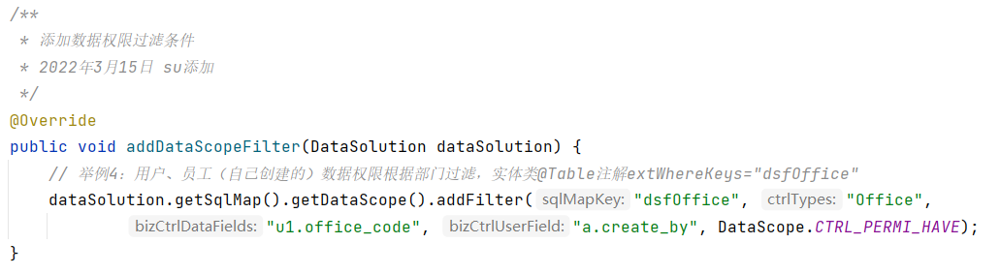 /**
 * 添加数据权限过滤条件
 * 2022年3月15日 su添加
 */
@Override
public void addDataScopeFilter(DataSolution dataSolution) {
    // 举例4：用户、员工（自己创建的）数据权限根据部门过滤，实体类@Table注解extWhereKeys="dsfOffice"
    dataSolution.getSqlMap().getDataScope().addFilter( sqlMapKey: "dsfOffice", ctrlTypes: "Office",
            bizCtrlDataFields: "u1.office_code", bizCtrlUserField: "a.create_by", DataScope.CTRL_PERMI_HAVE);
}